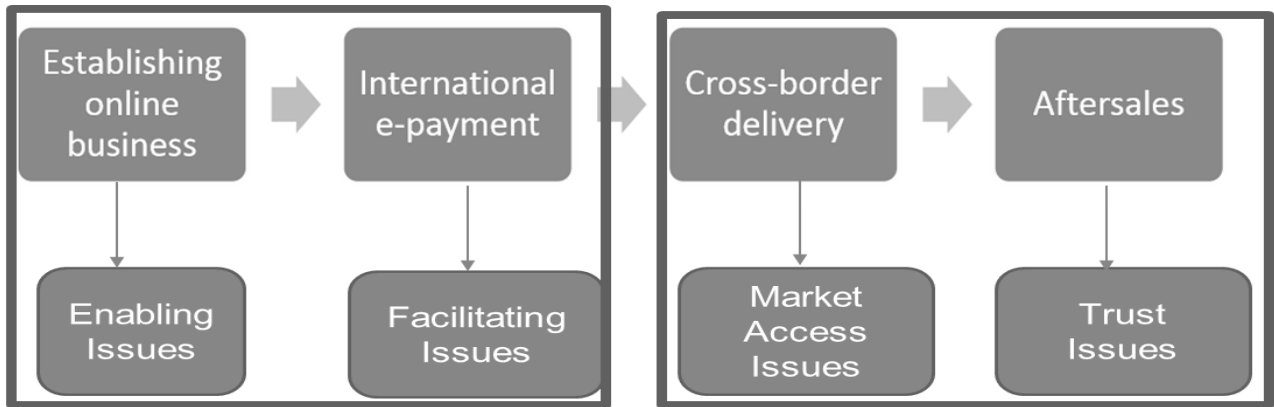 Establishing
online
business
International
e-payment
Cross-border
delivery
Aftersales
Enabling
Issues
Facilitating
Issues
Market
Access
Issues
Trust
Issues